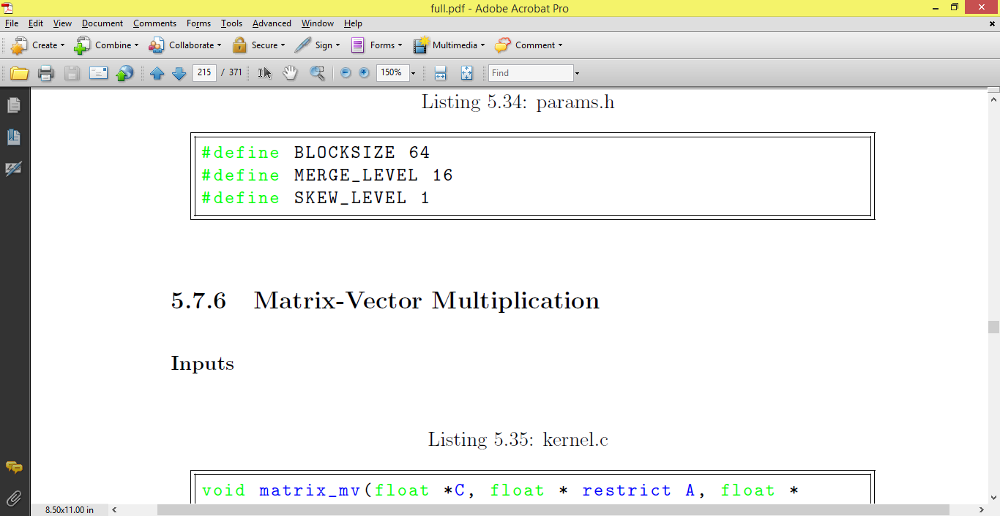 full.pdf - Adobe Acrobat Pro
File Edit View Document Comments Forms Tools Advanced Window Help
Create Combine Collaborate Secure Sign Forms Multimedia Comment
215 / 371 150% Find
Listing 5.34: params.h
#define BLOCKSIZE 64
#define MERGE_LEVEL 16
#define SKEW_LEVEL 1
5.7.6 Matrix-Vector Multiplication
Inputs
Listing 5.35: kernel.c
void matrix_mv(float *C, float * restrict A, float *
8.50x11.00 in